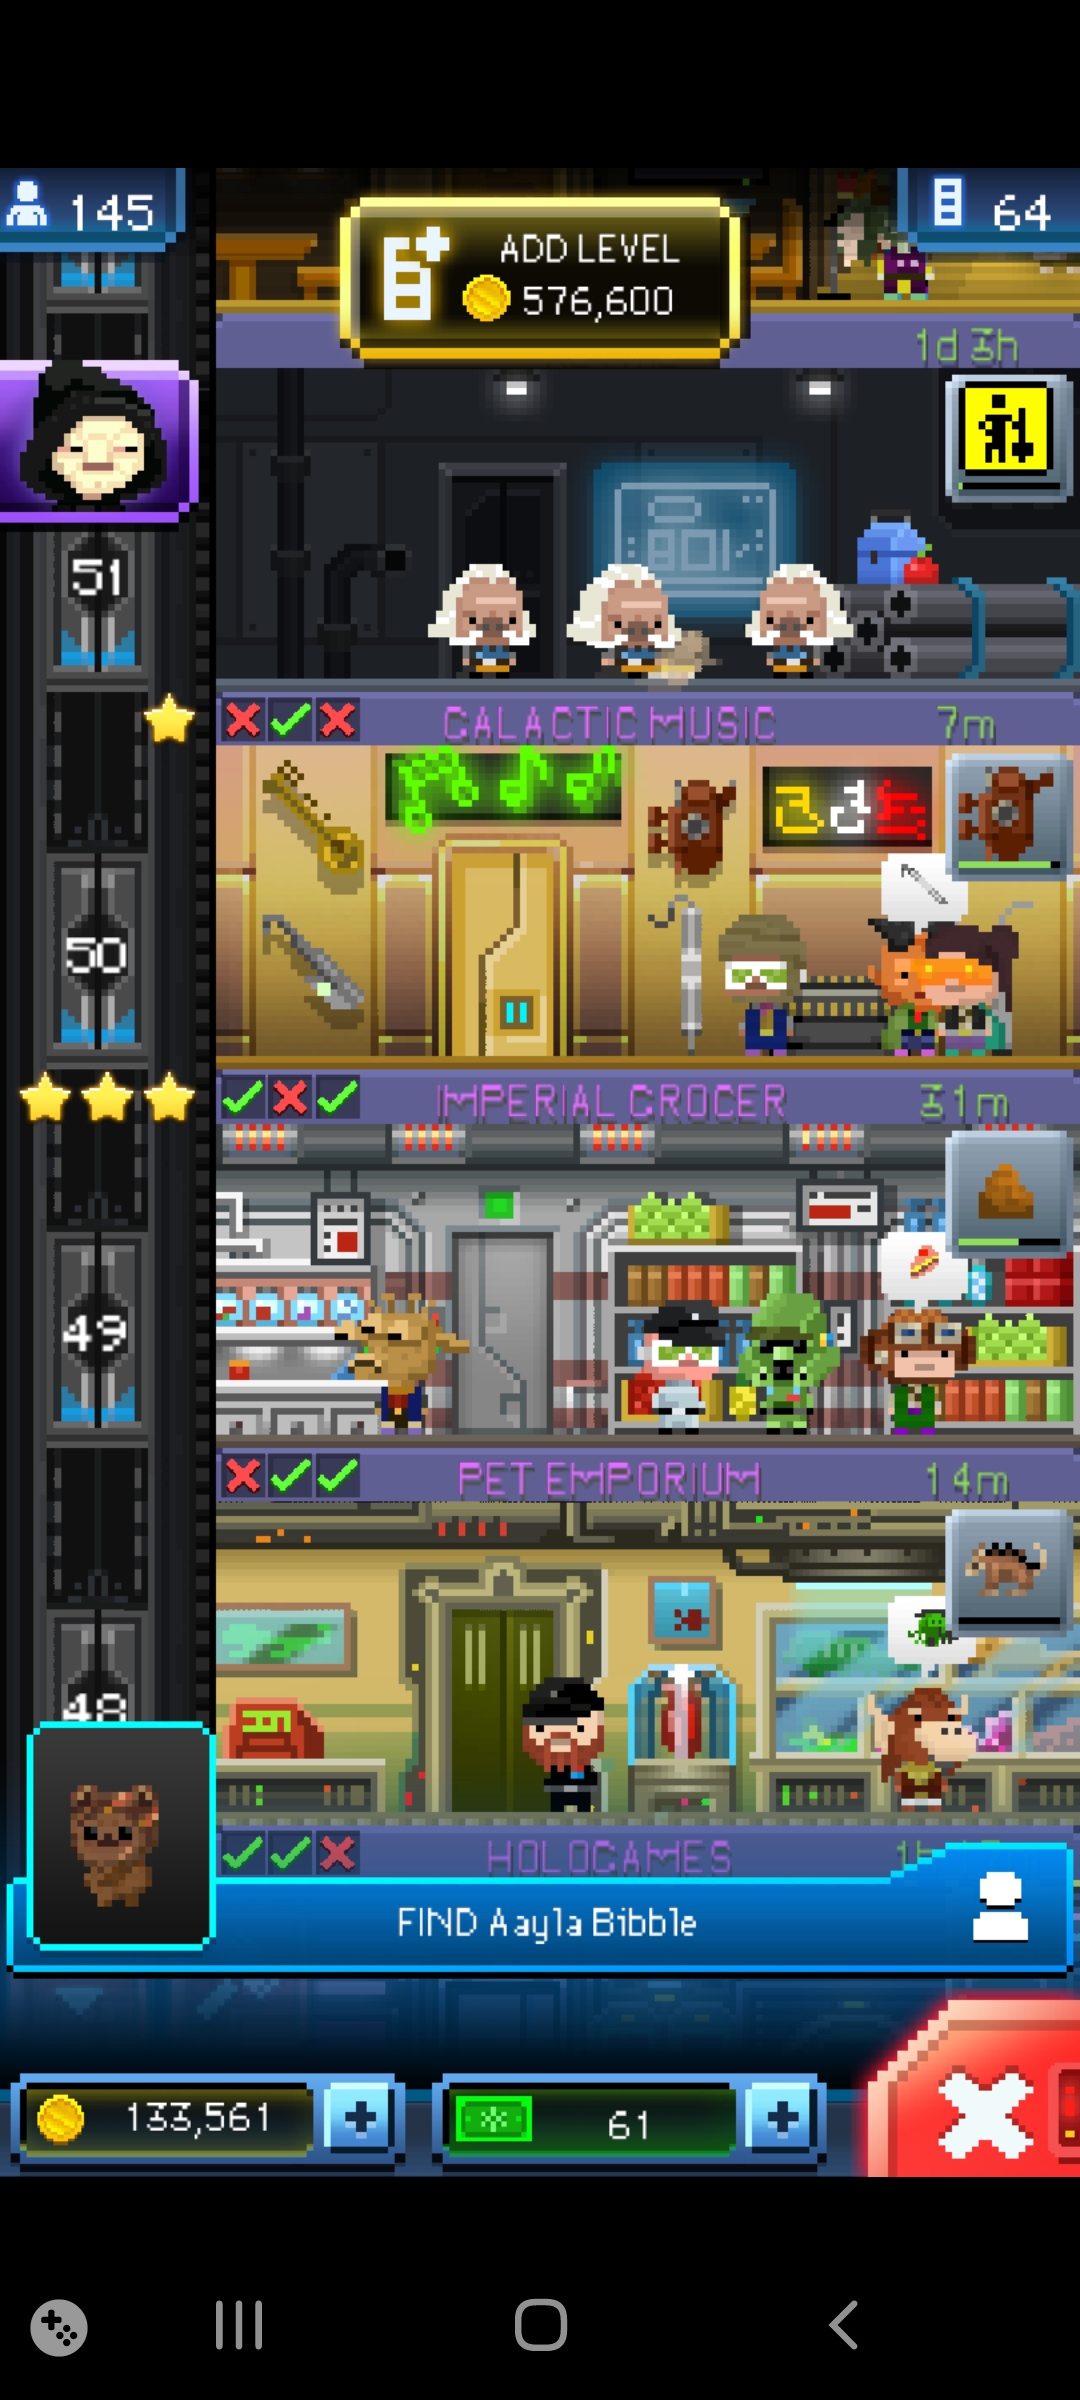 145
ADD LEVEL
576,600
64
1d 3h
51
GALACTIC MUSIC
7m
50
IMPERIAL GROCER
31m
49
PET EMPORIUM
14m
48
HOLOGAMES
FIND Aayla Bibble
133,561
61